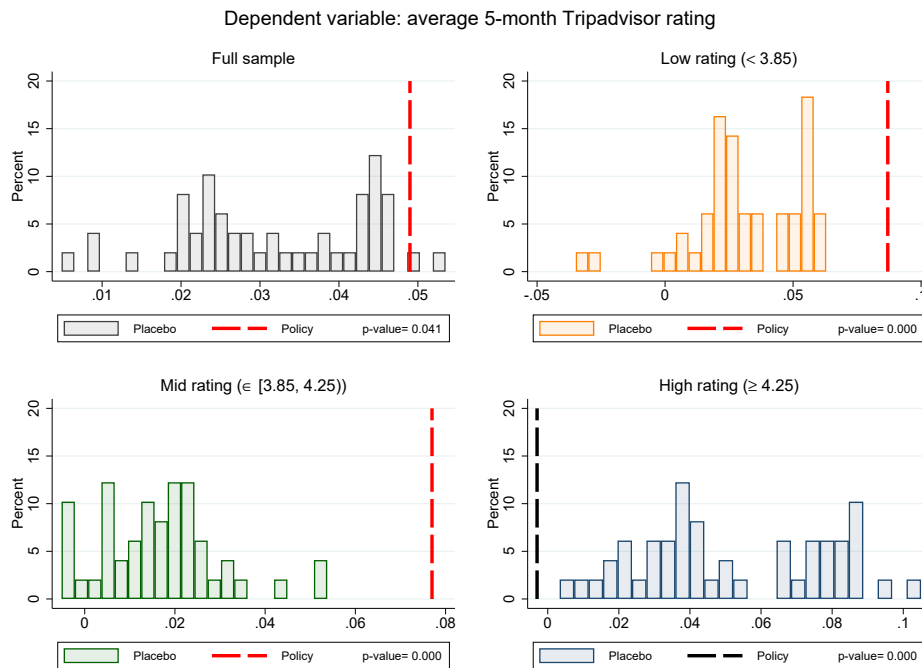 Dependent variable: average 5-month Tripadvisor rating
Full sample
Percent
20
15
10
5
0
.01 .02 .03 .04 .05
Placebo Policy p-value= 0.041
Low rating (< 3.85)
Percent
20
15
10
5
0
-.05 0 .05 .1
Placebo Policy p-value= 0.000
Mid rating (∈ [3.85, 4.25))
Percent
20
15
10
5
0
0 .02 .04 .06 .08
Placebo Policy p-value= 0.000
High rating (≥ 4.25)
Percent
20
15
10
5
0
0 .02 .04 .06 .08 .1
Placebo Policy p-value= 0.000